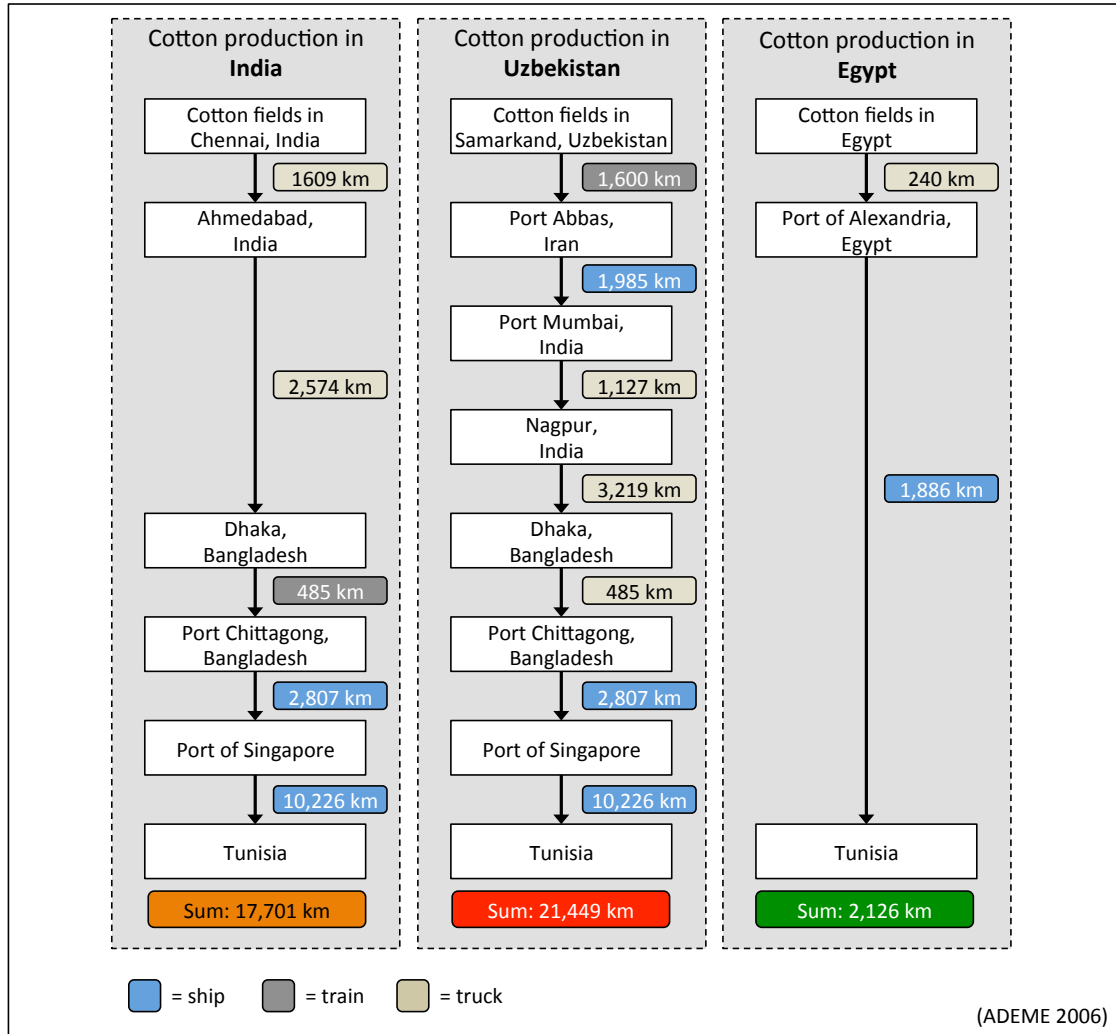 Cotton production in
India
Cotton fields in
Chennai, India
1609 km
Ahmedabad,
India
2,574 km
Dhaka,
Bangladesh
485 km
Port Chittagong,
Bangladesh
2,807 km
Port of Singapore
10,226 km
Tunisia
Sum: 17,701 km
Cotton production in
Uzbekistan
Cotton fields in
Samarkand, Uzbekistan
1,600 km
Port Abbas,
Iran
1,985 km
Port Mumbai,
India
1,127 km
Nagpur,
India
3,219 km
Dhaka,
Bangladesh
485 km
Port Chittagong,
Bangladesh
2,807 km
Port of Singapore
10,226 km
Tunisia
Sum: 21,449 km
Cotton production in
Egypt
Cotton fields in
Egypt
240 km
Port of Alexandria,
Egypt
1,886 km
Tunisia
Sum: 2,126 km
= ship
= train
= truck
(ADEME 2006)